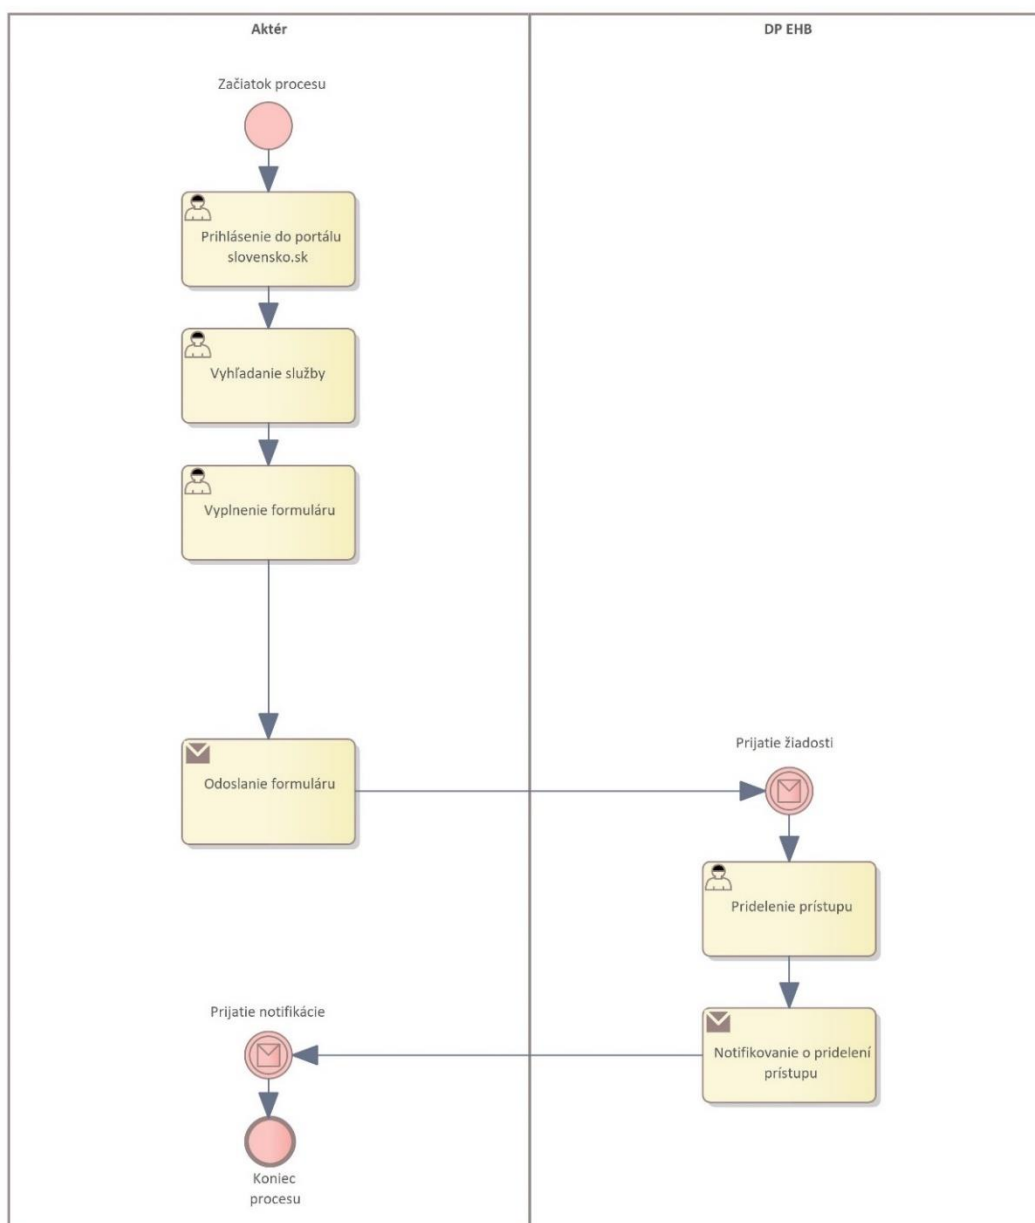 Aktér
DP EHB
Začiatok procesu
Prihlásenie do portálu
slovensko.sk
Vyhľadanie služby
Vyplnenie formuláru
Odoslanie formuláru
Prijatie žiadosti
Pridelenie prístupu
Notifikovanie o pridelení
prístupu
Prijatie notifikácie
Koniec
procesu